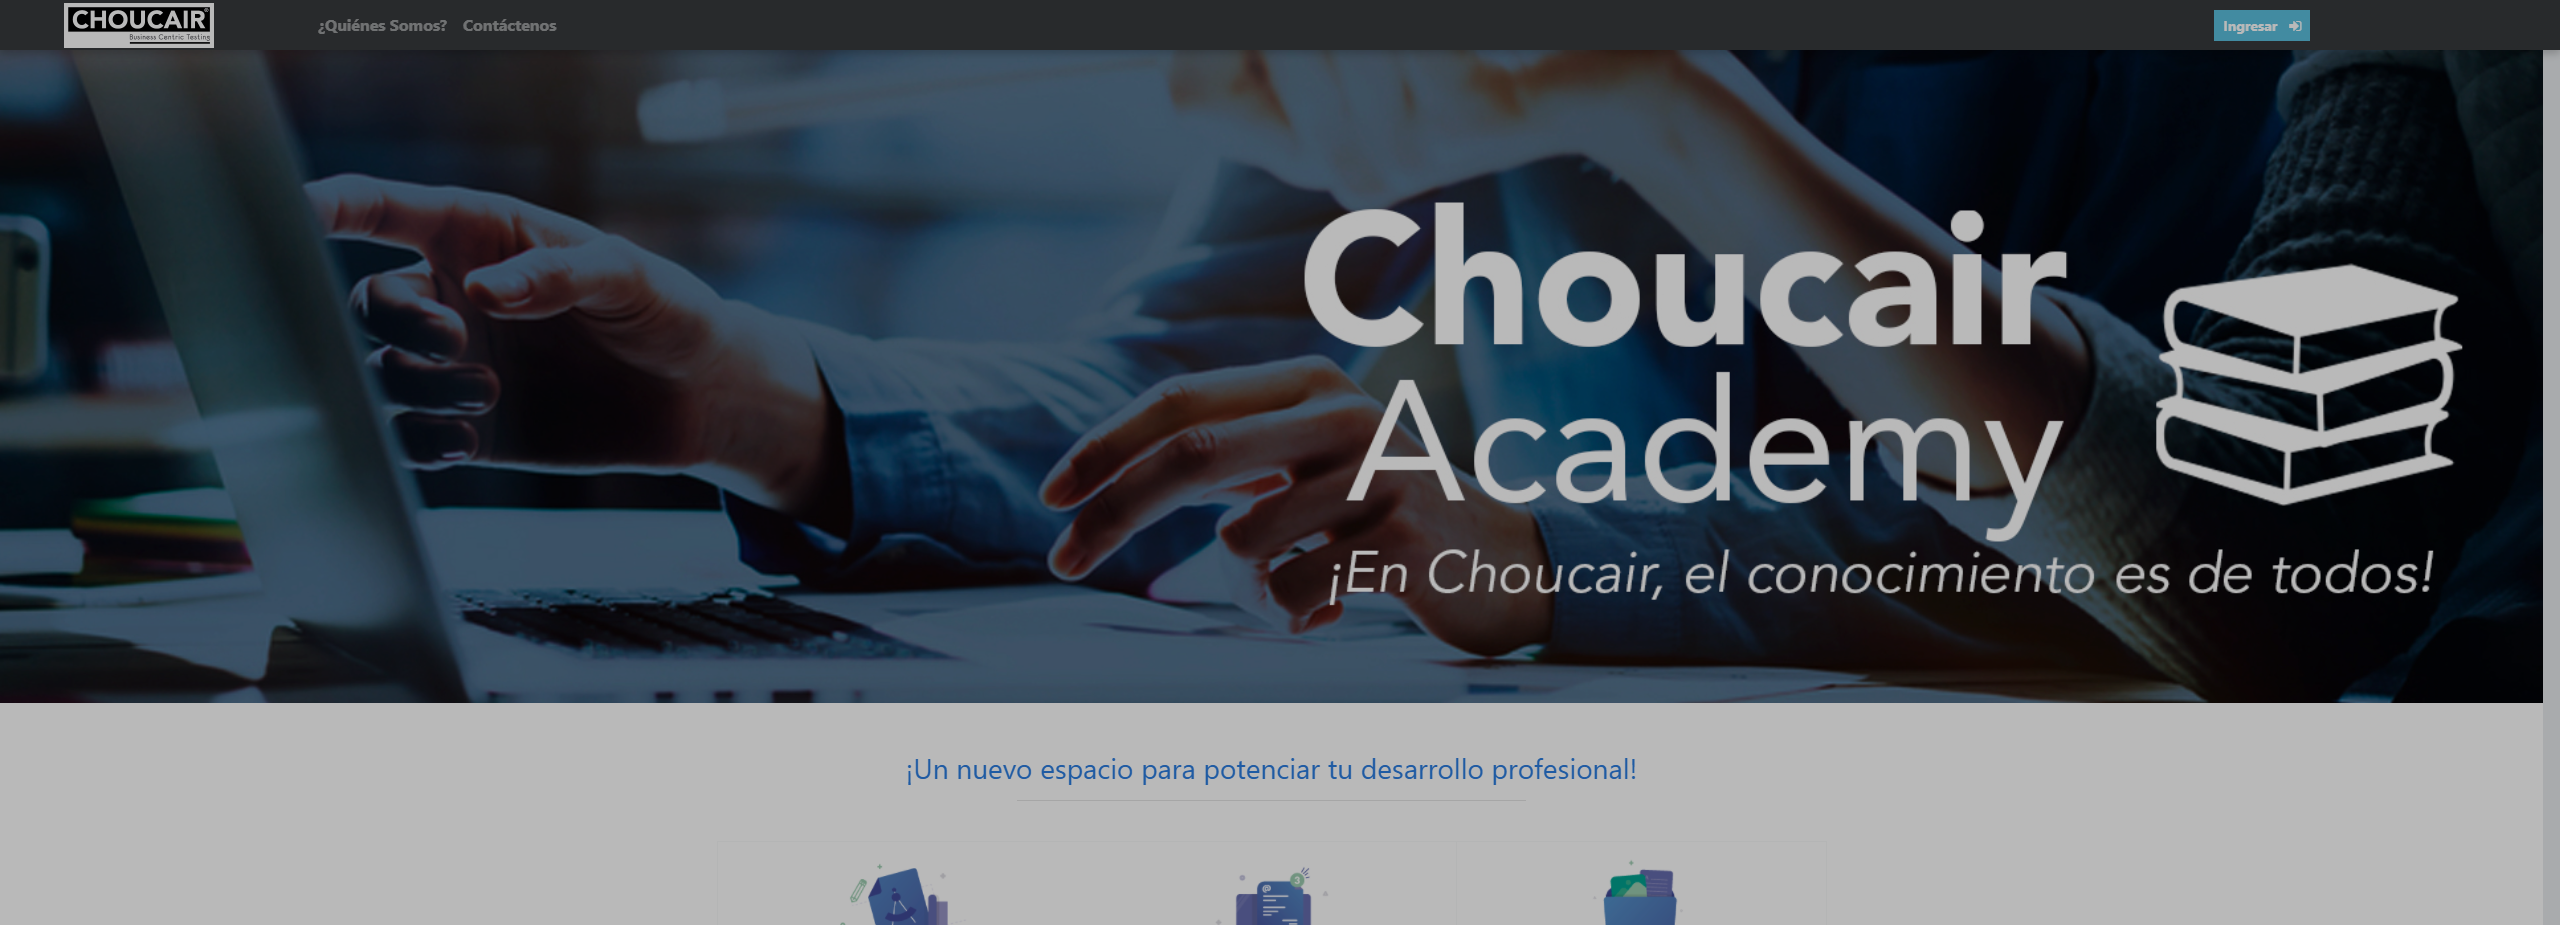 CHOUCAIR®
Business Centric Testing
¿Quiénes Somos?
Contáctenos
Ingresar
Choucair
Academy
¡En Choucair, el conocimiento es de todos!
¡Un nuevo espacio para potenciar tu desarrollo profesional!
@
3